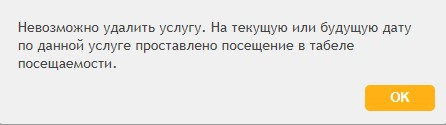 Невозможно удалить услугу. На текущую или будущую дату
по данной услуге проставлено посещение в табеле
посещаемости.
OK